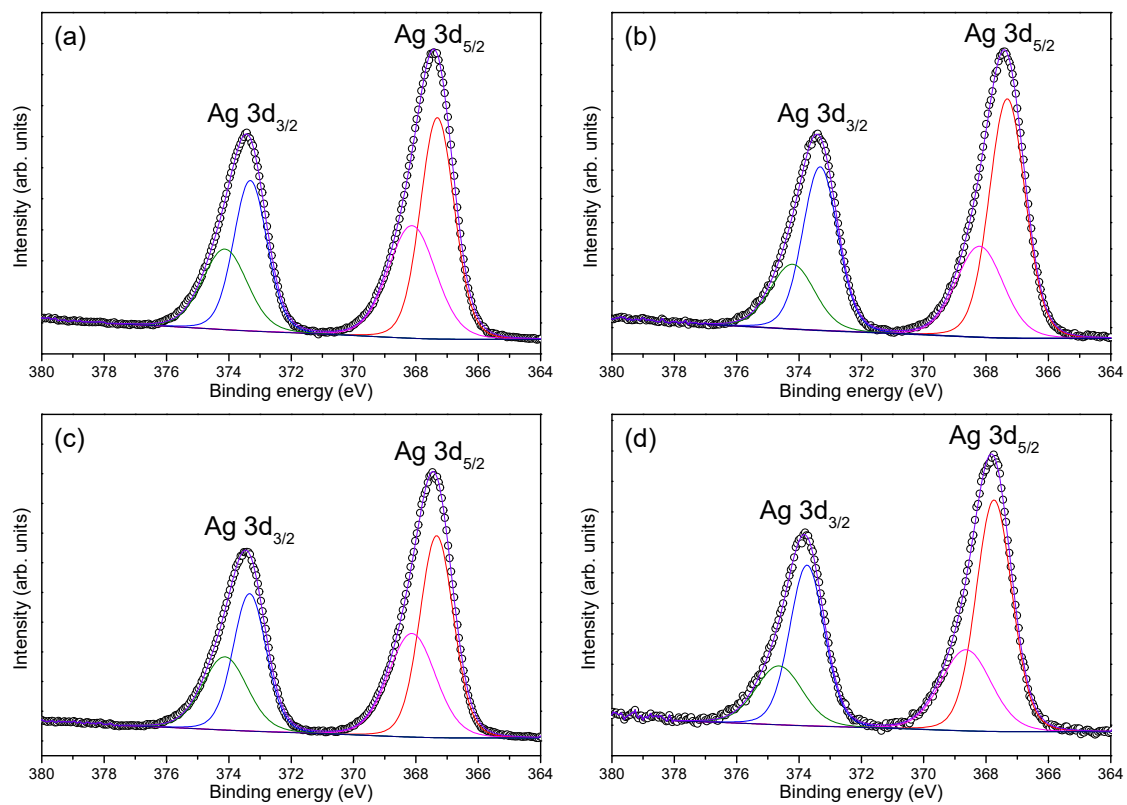 (a)
Ag 3d5/2
Ag 3d3/2
Intensity (arb. units)
380 378 376 374 372 370 368 366 364
Binding energy (eV)
(b)
Ag 3d5/2
Ag 3d3/2
Intensity (arb. units)
380 378 376 374 372 370 368 366 364
Binding energy (eV)
(c)
Ag 3d5/2
Ag 3d3/2
Intensity (arb. units)
380 378 376 374 372 370 368 366 364
Binding energy (eV)
(d)
Ag 3d5/2
Ag 3d3/2
Intensity (arb. units)
380 378 376 374 372 370 368 366 364
Binding energy (eV)